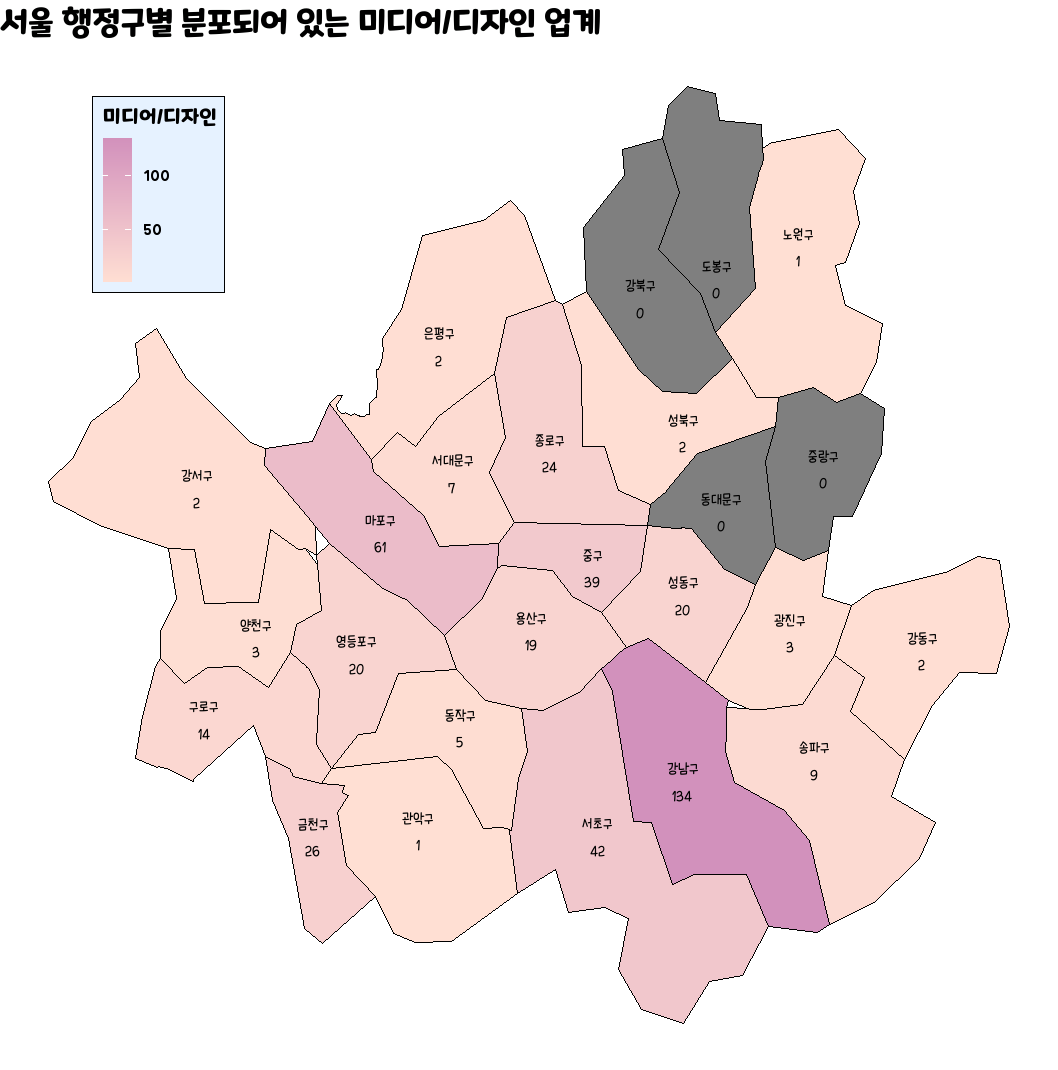 서울 행정구별 분포되어 있는 미디어/디자인 업계
미디어/디자인
100
50
노원구
1
도봉구
0
강북구
0
은평구
2
성북구
2
종로구
24
중랑구
0
서대문구
7
강서구
2
동대문구
0
마포구
61
중구
39
성동구
20
용산구
19
광진구
3
양천구
3
강동구
2
영등포구
20
구로구
14
동작구
5
송파구
9
강남구
134
관악구
1
금천구
26
서초구
42